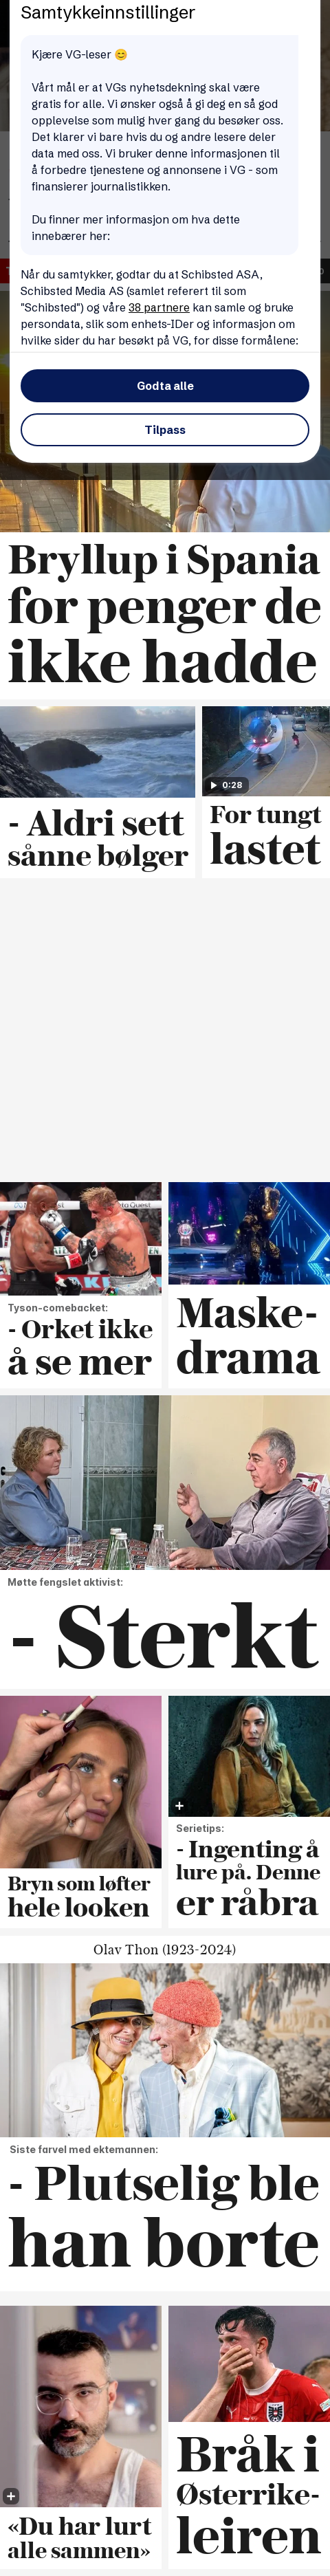 Samtykkeinnstillinger
Kjære VG-leser 😊
Vårt mål er at VGs nyhetsdekning skal være
gratis for alle. Vi ønsker også å gi deg en så god
opplevelse som mulig hver gang du besøker oss.
Det klarer vi bare hvis du og andre lesere deler
data med oss. Vi bruker denne informasjonen til
å forbedre tjenestene og annonsene i VG - som
finansierer journalistikken.
Du finner mer informasjon om hva dette
innebærer her:
Når du samtykker, godtar du at Schibsted ASA,
Schibsted Media AS (samlet referert til som
"Schibsted") og våre 38 partnere kan samle og bruke
persondata, slik som enhets-IDer og informasjon om
hvilke sider du har besøkt på VG, for disse formålene:
Godta alle
Tilpass
Bryllup i Spania
for penger de
ikke hadde
0:28
- Aldri sett
sånne bølger
For tungt
lastet
Tyson-comebacket:
- Orket ikke
å se mer
Maske-
drama
Møtte fengslet aktivist:
- Sterkt
Bryn som løfter
hele looken
Serietips:
- Ingenting å
lure på. Denne
er råbra
Olav Thon (1923-2024)
Siste farvel med ektemannen:
- Plutselig ble
han borte
«Du har lurt
alle sammen»
Bråk i
Østerrike-
leiren